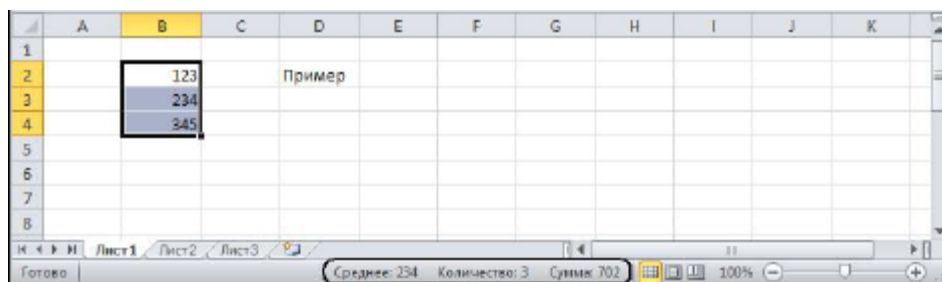 A B C D E F G H I J K
1
2 123 Пример
3 234
4 345
5
6
7
8
Лист1 Лист2 Лист3
Готово Среднее: 234 Количество: 3 Сумма: 702 100%